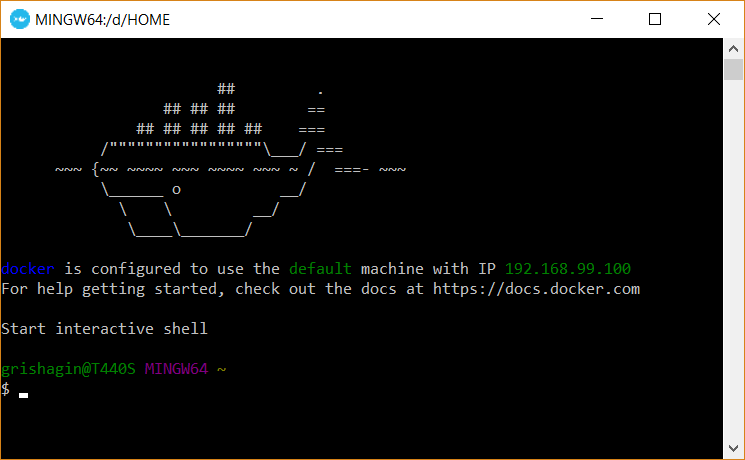 MINGW64:/d/HOME
                        ##         .
                  ## ## ##        ==
               ## ## ## ## ##    ===
           /"""""""""""""""""\___/ ===
      ~~~ {~~ ~~~~ ~~~ ~~~~ ~~~ ~ /  ===- ~~~
           \______ o           __/
             \    \         __/
              \____\_______/
docker is configured to use the default machine with IP 192.168.99.100
For help getting started, check out the docs at https://docs.docker.com
Start interactive shell
grishagin@T440S MINGW64 ~
$